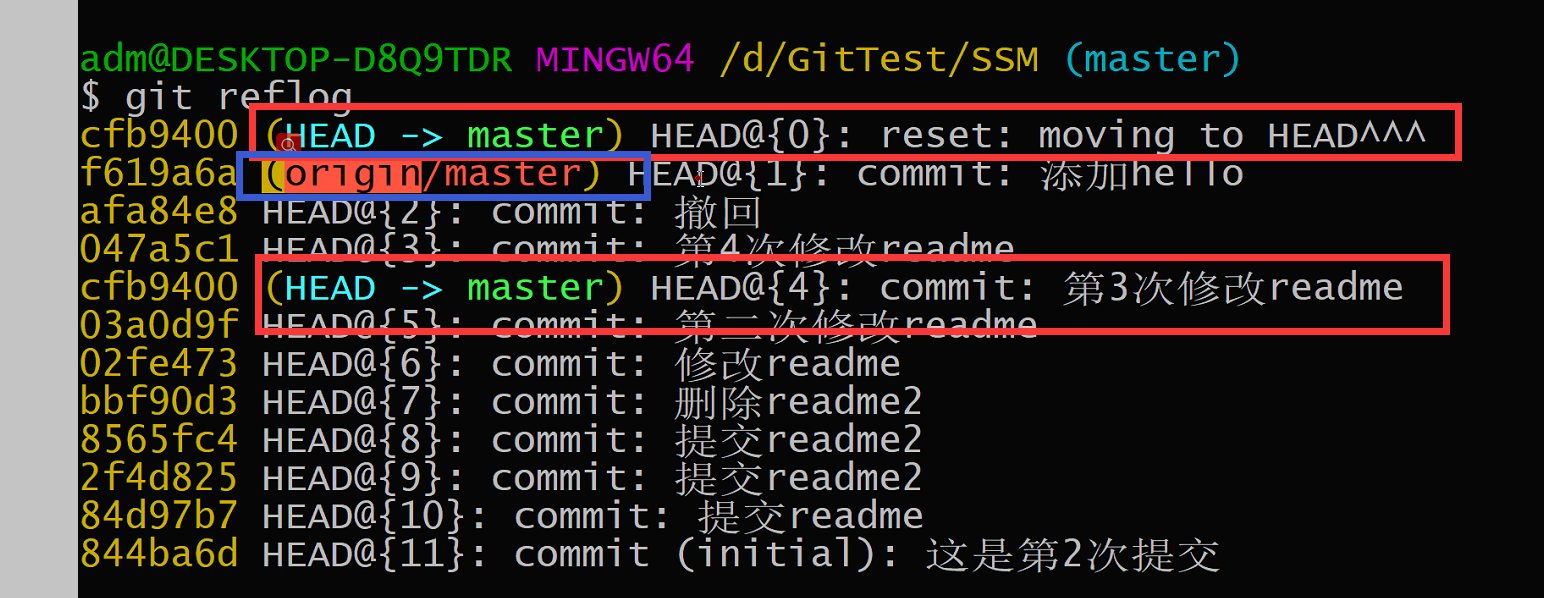 adm@DESKTOP-D8Q9TDR MINGW64 /d/GitTest/SSM (master)
$ git reflog
cfb9400 (HEAD -> master) HEAD@{0}: reset: moving to HEAD^^^
f619a6a (origin/master) HEAD@{1}: commit: 添加hello
afa84e8 HEAD@{2}: commit: 撤回
047a5c1 HEAD@{3}: commit: 第4次修改readme
cfb9400 (HEAD -> master) HEAD@{4}: commit: 第3次修改readme
03a0d9f HEAD@{5}: commit: 第二次修改readme
02fe473 HEAD@{6}: commit: 修改readme
bbf90d3 HEAD@{7}: commit: 删除readme2
8565fc4 HEAD@{8}: commit: 提交readme2
2f4d825 HEAD@{9}: commit: 提交readme2
84d97b7 HEAD@{10}: commit: 提交readme
844ba6d HEAD@{11}: commit (initial): 这是第2次提交